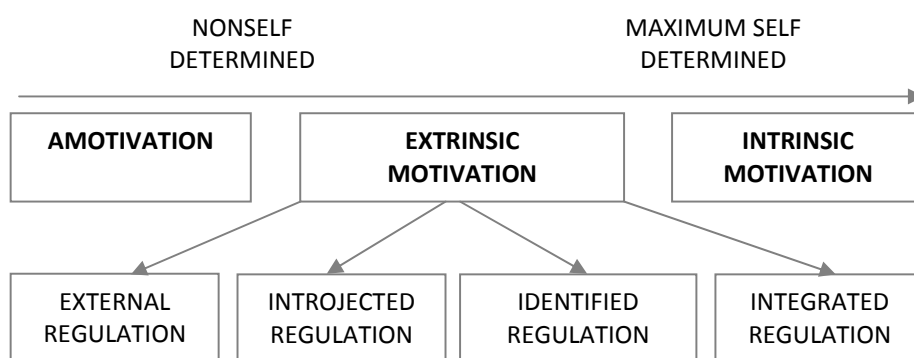 NONSELF
DETERMINED
MAXIMUM SELF
DETERMINED
AMOTIVATION
EXTRINSIC
MOTIVATION
INTRINSIC
MOTIVATION
EXTERNAL
REGULATION
INTROJECTED
REGULATION
IDENTIFIED
REGULATION
INTEGRATED
REGULATION